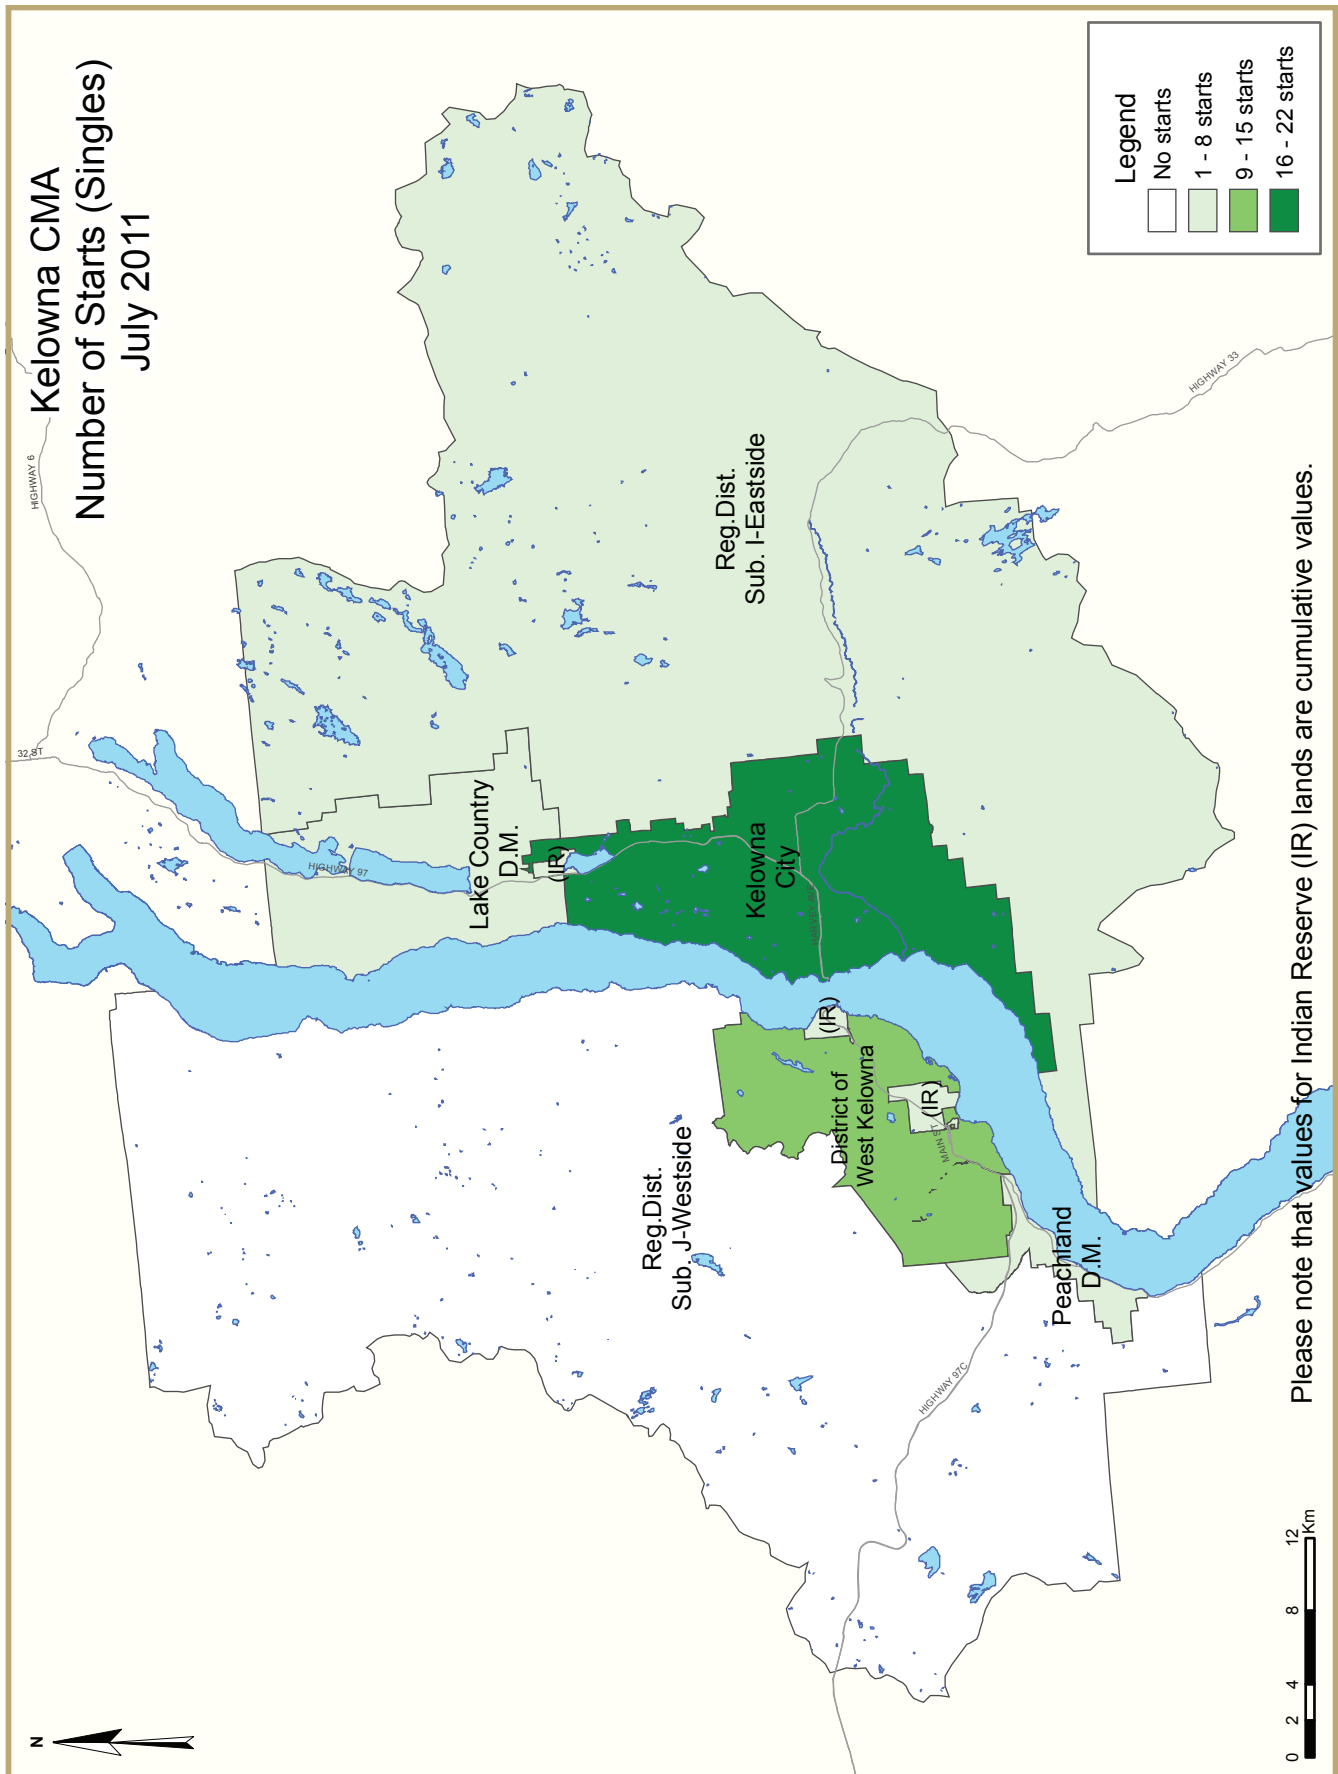 Kelowna CMA
Number of Starts (Singles)
July 2011
N
HIGHWAY 6
32 ST
HIGHWAY 97
Lake Country
D.M.
(IR)
Reg.Dist.
Sub. I-Eastside
Kelowna
City
HARVEY AVE
(IR)
District of
West Kelowna
(IR)
MAIN ST
Reg.Dist.
Sub. J-Westside
Peachland
D.M.
HIGHWAY 97C
HIGHWAY 33
Legend
No starts
1 - 8 starts
9 - 15 starts
16 - 22 starts
0 2 4 8 12
Km
Please note that values for Indian Reserve (IR) lands are cumulative values.